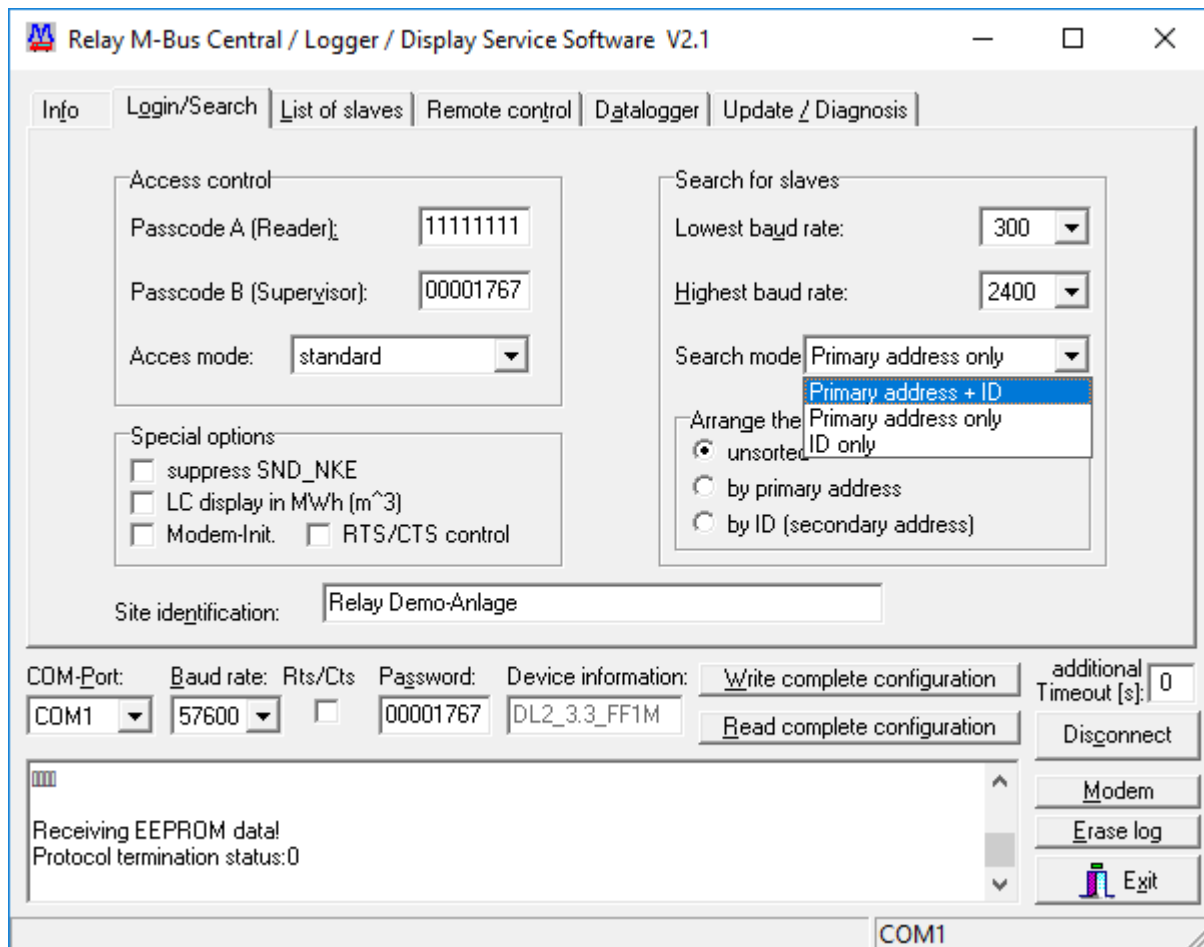 Relay M-Bus Central / Logger / Display Service Software V2.1
Info Login/Search List of slaves Remote control Datalogger Update / Diagnosis
Access control
Passcode A (Reader): 11111111
Passcode B (Supervisor): 00001767
Acces mode: standard
Special options
suppress SND_NKE
LC display in MWh (m^3)
Modem-Init. RTS/CTS control
Search for slaves
Lowest baud rate: 300
Highest baud rate: 2400
Search mode Primary address only
Primary address + ID
Primary address only
ID only
Arrange the
unsorted
by primary address
by ID (secondary address)
Site identification: Relay Demo-Anlage
COM-Port: Baud rate: Rts/Cts Password: Device information:
COM1 57600 00001767 DL2_3.3_FF1M
Write complete configuration
Read complete configuration
additional
Timeout [s]: 0
Disconnect
Receiving EEPROM data!
Protocol termination status:0
Modem
Erase log
Exit
COM1